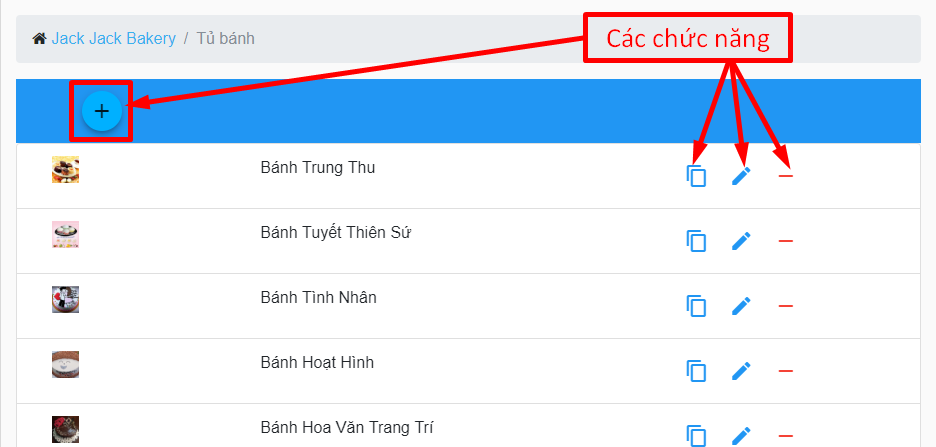 Jack Jack Bakery / Tủ bánh
Các chức năng
Bánh Trung Thu
Bánh Tuyết Thiên Sứ
Bánh Tình Nhân
Bánh Hoạt Hình
Bánh Hoa Văn Trang Trí